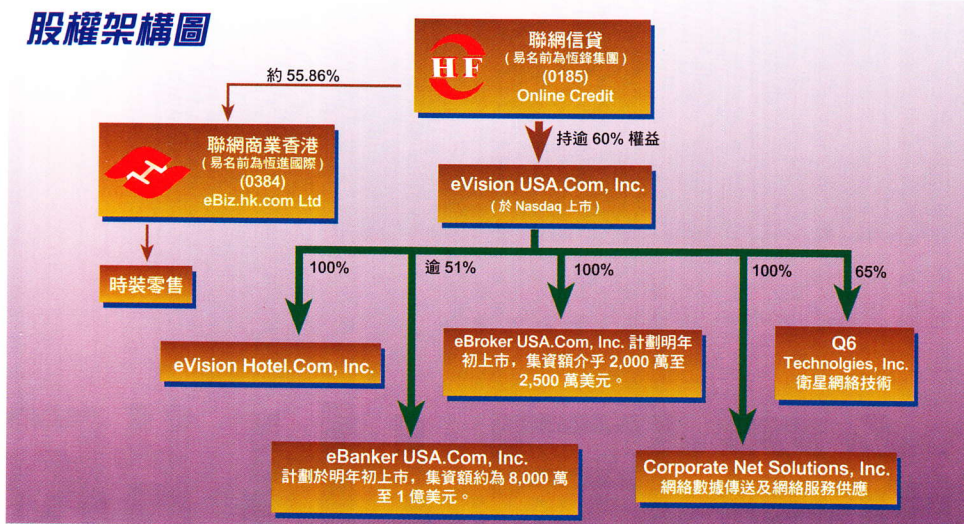 股權架構圖
HF
聯網信貸
(易名前為恆鋒集團)
(0185)
Online Credit
約 55.86%
聯網商業香港
(易名前為恆進國際)
(0384)
eBiz.hk.com Ltd
持逾 60% 權益
eVision USA.Com, Inc.
(於 Nasdaq 上市)
時裝零售
100%
逾 51%
100%
100%
65%
eVision Hotel.Com, Inc.
eBroker USA.Com, Inc. 計劃明年
初上市，集資額介乎 2,000 萬至
2,500 萬美元。
Q6
Technolgies, Inc.
衛星網絡技術
eBanker USA.Com, Inc.
計劃於明年初上市，集資額約為 8,000 萬
至 1 億美元。
Corporate Net Solutions, Inc.
網絡數據傳送及網絡服務供應